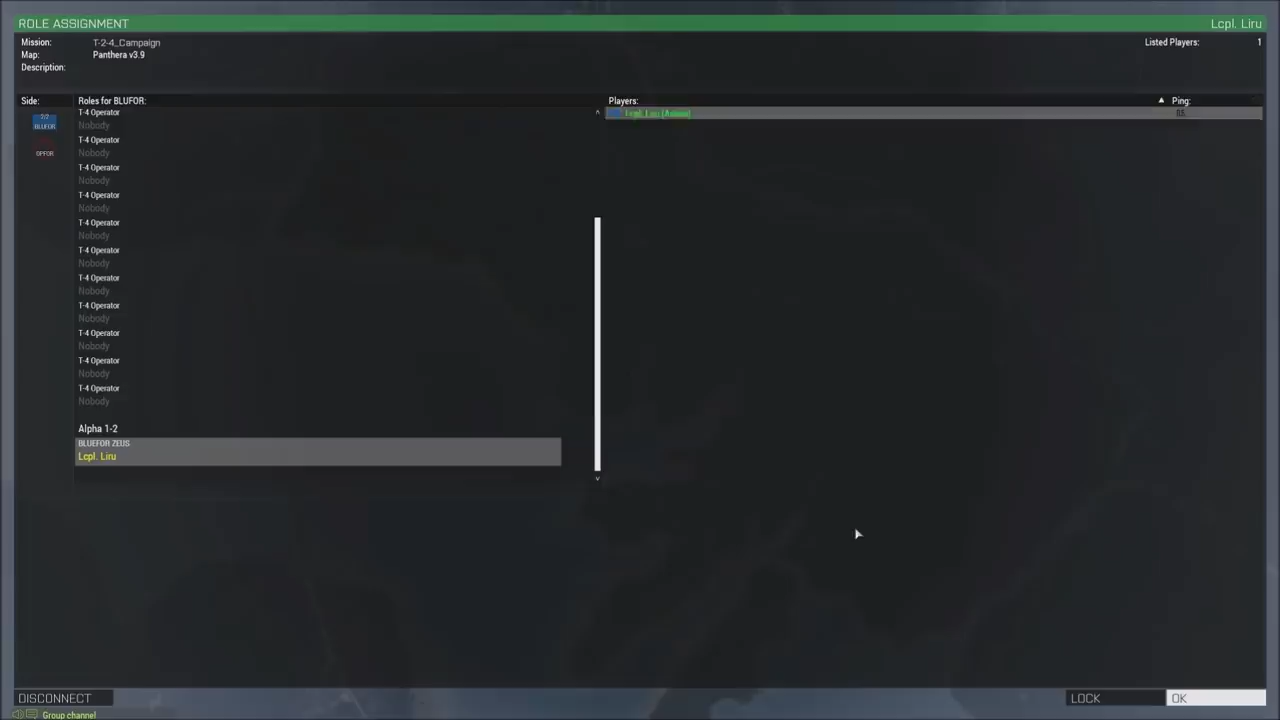 ROLE ASSIGNMENT
Lcpl. Liru
Mission: T-2-4_Campaign
Listed Players: 1
Map: Panthera v3.9
Description:
Side:
Roles for BLUFOR:
Players:
Ping:
BLUFOR
OPFOR
T-4 Operator
Nobody
T-4 Operator
Nobody
T-4 Operator
Nobody
T-4 Operator
Nobody
T-4 Operator
Nobody
T-4 Operator
Nobody
T-4 Operator
Nobody
T-4 Operator
Nobody
T-4 Operator
Nobody
T-4 Operator
Nobody
T-4 Operator
Nobody
Alpha 1-2
BLUEFOR ZEUS
Lcpl. Liru
DISCONNECT
LOCK
OK
Group channel